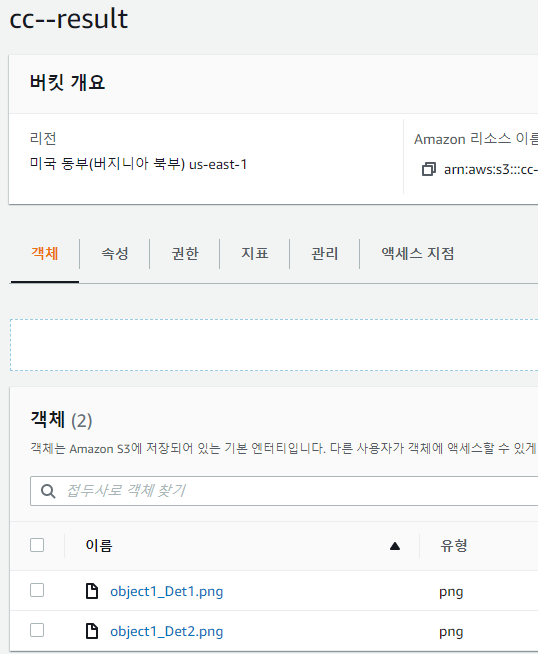 cc--result
버킷 개요
리전
Amazon 리소스 이름
미국 동부(버지니아 북부) us-east-1
arn:aws:s3:::cc-
객체 속성 권한 지표 관리 액세스 지점
객체 (2)
객체는 Amazon S3에 저장되어 있는 기본 엔터티입니다. 다른 사용자가 객체에 액세스할 수 있게
접두사로 객체 찾기
이름 유형
object1_Det1.png png
object1_Det2.png png